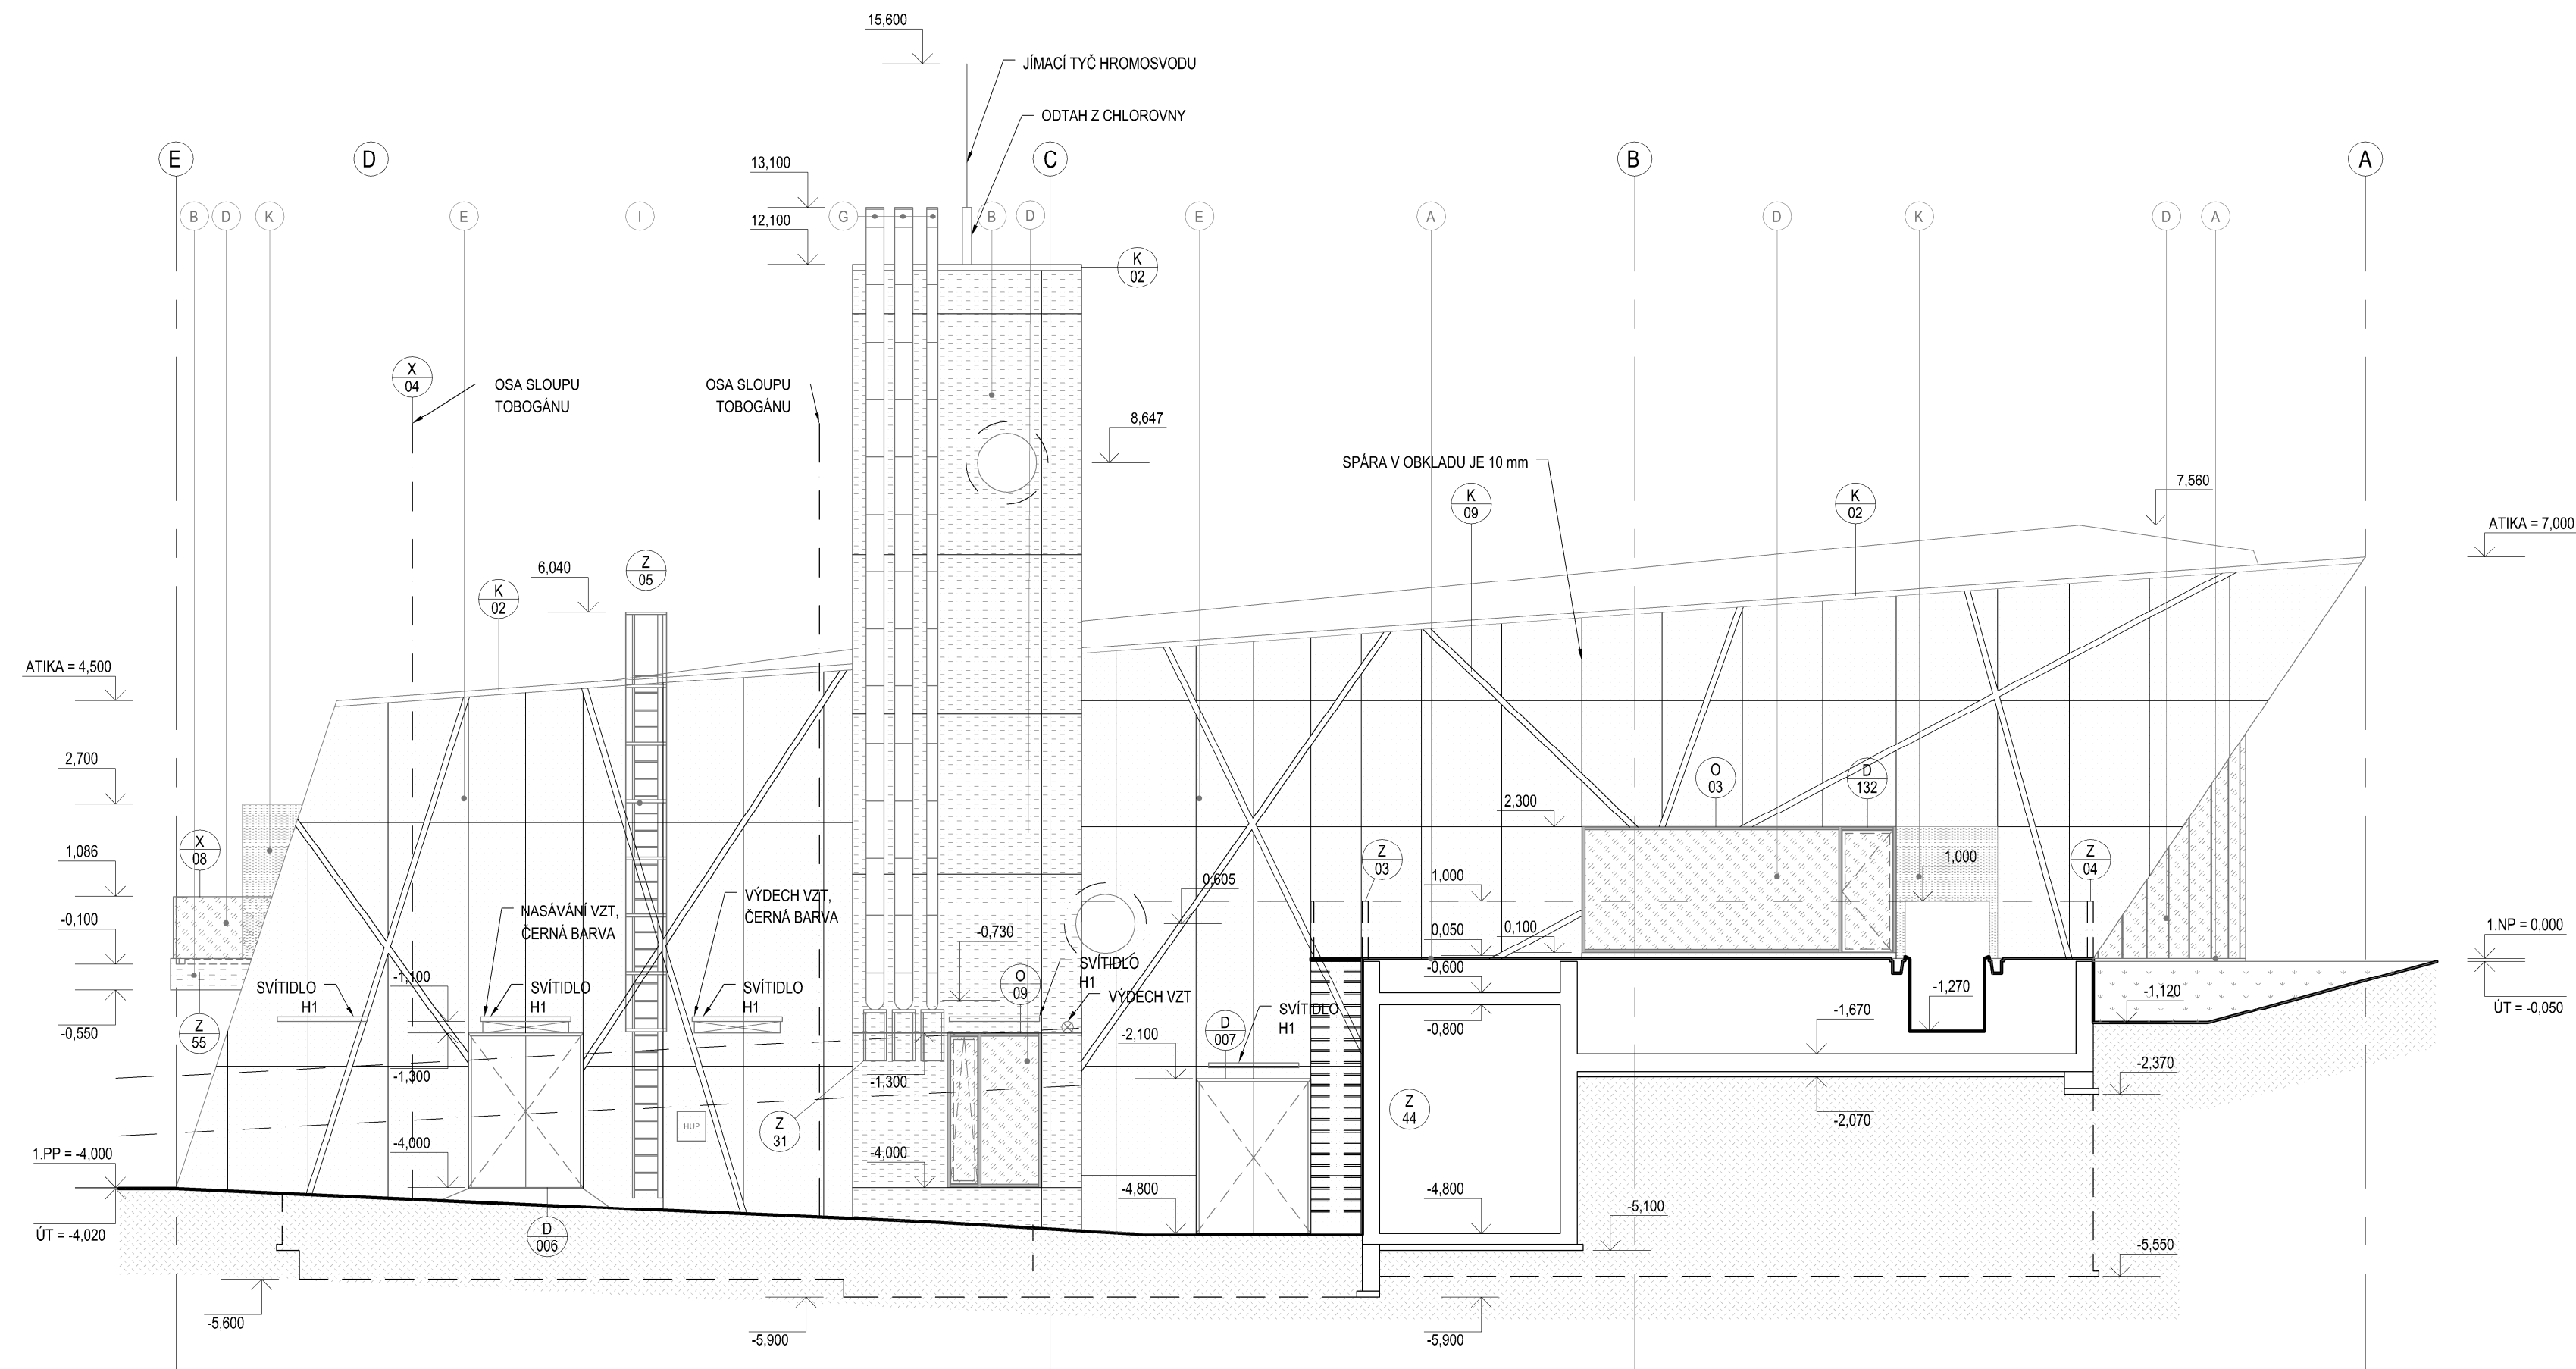 15,600
JÍMACÍ TYČ HROMOSVODU
ODTAH Z CHLOROVNY
E
D
13,100
C
B
A
B
D
K
E
I
G
B
D
E
A
D
K
D
A
12,100
K
02
X
04
OSA SLOUPU
TOBOGÁNU
OSA SLOUPU
TOBOGÁNU
8,647
SPÁRA V OBKLADU JE 10 mm
K
09
K
02
7,560
ATIKA = 7,000
6,040
Z
05
K
02
ATIKA = 4,500
2,700
X
08
1,086
-0,100
-0,550
Z
55
SVÍTIDLO
H1
-1,100
-1,300
NASÁVÁNÍ VZT,
ČERNÁ BARVA
SVÍTIDLO
H1
VÝDECH VZT,
ČERNÁ BARVA
SVÍTIDLO
H1
-0,730
O
09
SVÍTIDLO
H1
VÝDECH VZT
0,605
-2,100
D
007
SVÍTIDLO
H1
Z
03
1,000
0,050
-0,600
-0,800
2,300
0,100
O
03
D
132
1,000
Z
04
-1,270
-1,670
-1,120
-2,370
-2,070
1.NP = 0,000
ÚT = -0,050
-1,300
HUP
Z
31
Z
44
1.PP = -4,000
ÚT = -4,020
-4,000
-4,000
-4,800
-4,800
-5,100
-5,550
D
006
-5,600
-5,900
-5,900